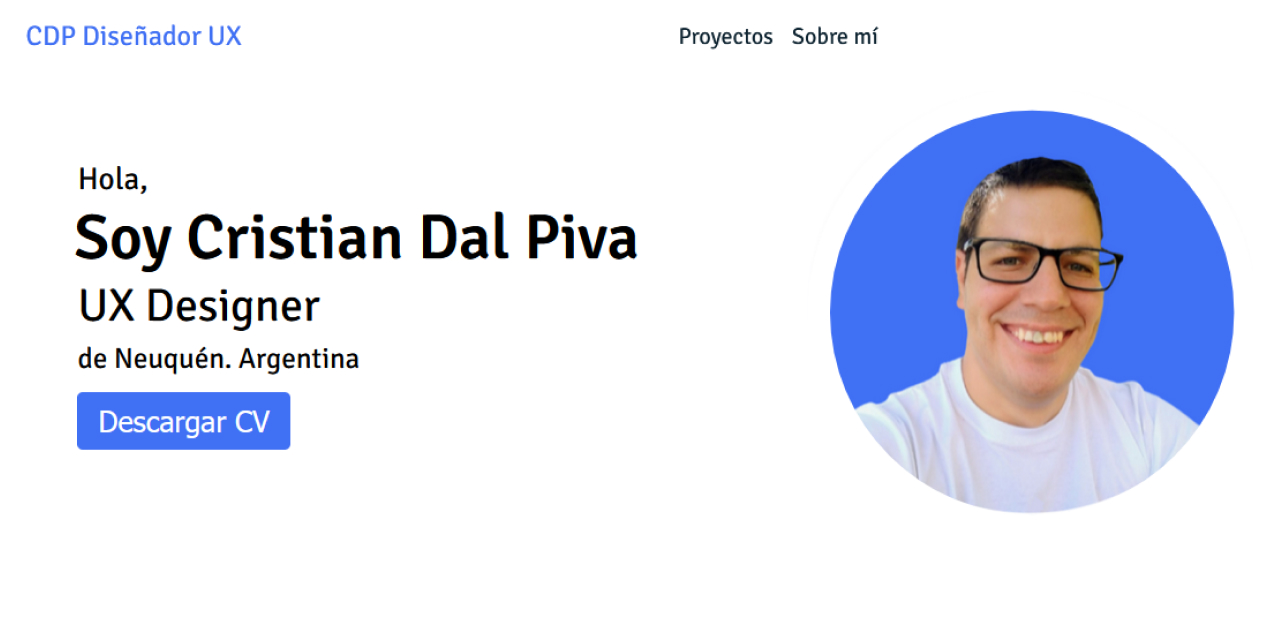 CDP Diseñador UX
Proyectos Sobre mí
Hola,
Soy Cristian Dal Piva
UX Designer
de Neuquén. Argentina
Descargar CV